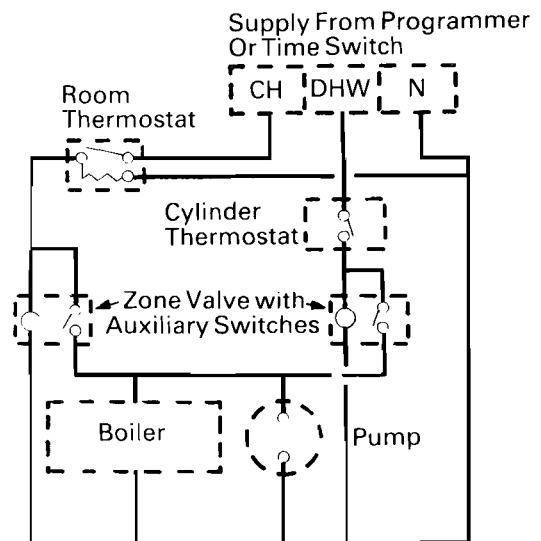 Supply From Programmer
Or Time Switch
CH DHW N
Room
Thermostat
Cylinder
Thermostat
Zone Valve with
Auxiliary Switches
Boiler
Pump